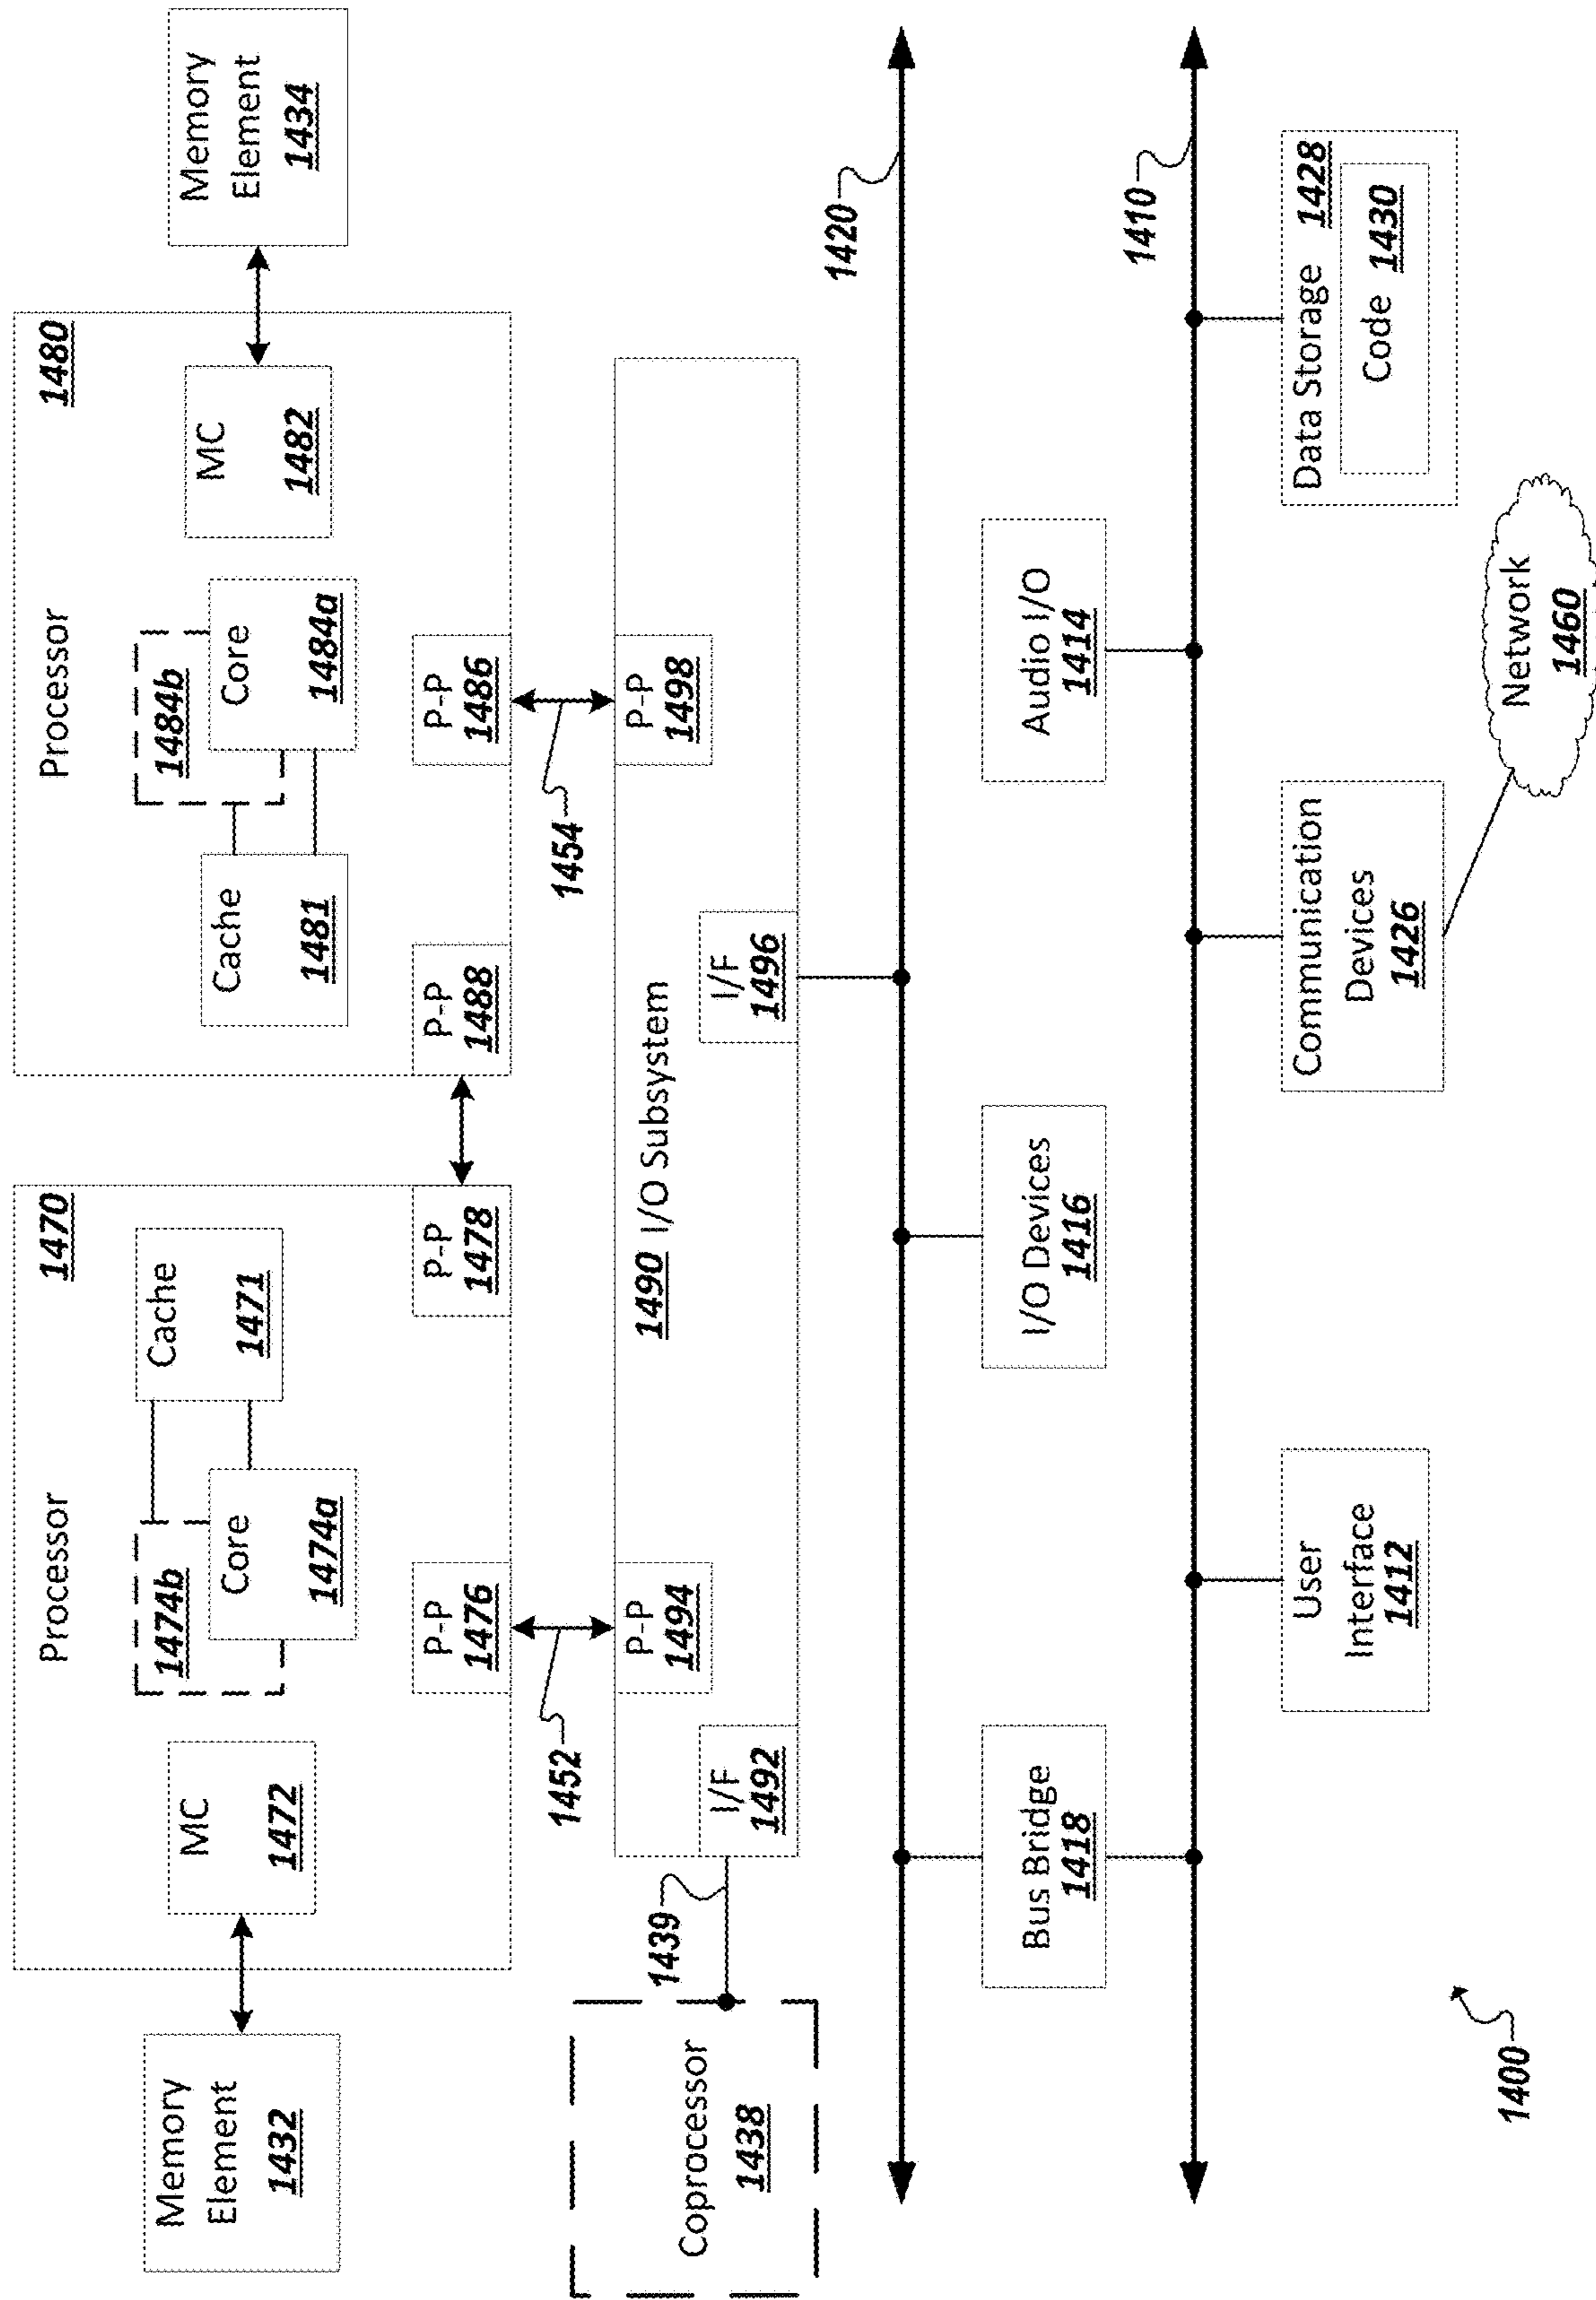 Processor
1470
Memory
Element
1432
MC
1472
1474b
Core
1474a
Cache
1471
P-P
1476
P-P
1478
Processor
1480
Cache
1481
1484b
Core
1484a
MC
1482
Memory
Element
1434
P-P
1488
P-P
1486
1452
1454
Coprocessor
1438
1439
I/F
1492
P-P
1494
1490 I/O Subsystem
I/F
1496
P-P
1498
1420
Bus Bridge
1418
I/O Devices
1416
Audio I/O
1414
1410
User
Interface
1412
Communication
Devices
1426
Data Storage 1428
Code 1430
Network
1460
1400